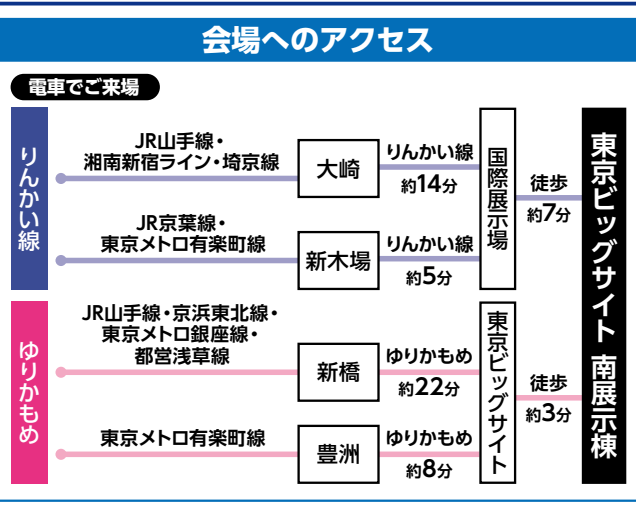 会場へのアクセス
電車でご来場
りんかい線
JR山手線・
湘南新宿ライン・埼京線
大崎
りんかい線
約14分
JR京葉線・
東京メトロ有楽町線
新木場
りんかい線
約5分
国際展示場
徒歩
約7分
ゆりかもめ
JR山手線・京浜東北線・
東京メトロ銀座線・
都営浅草線
新橋
ゆりかもめ
約22分
東京メトロ有楽町線
豊洲
ゆりかもめ
約8分
東京ビッグサイト
徒歩
約3分
東京ビッグサイト 南展示棟